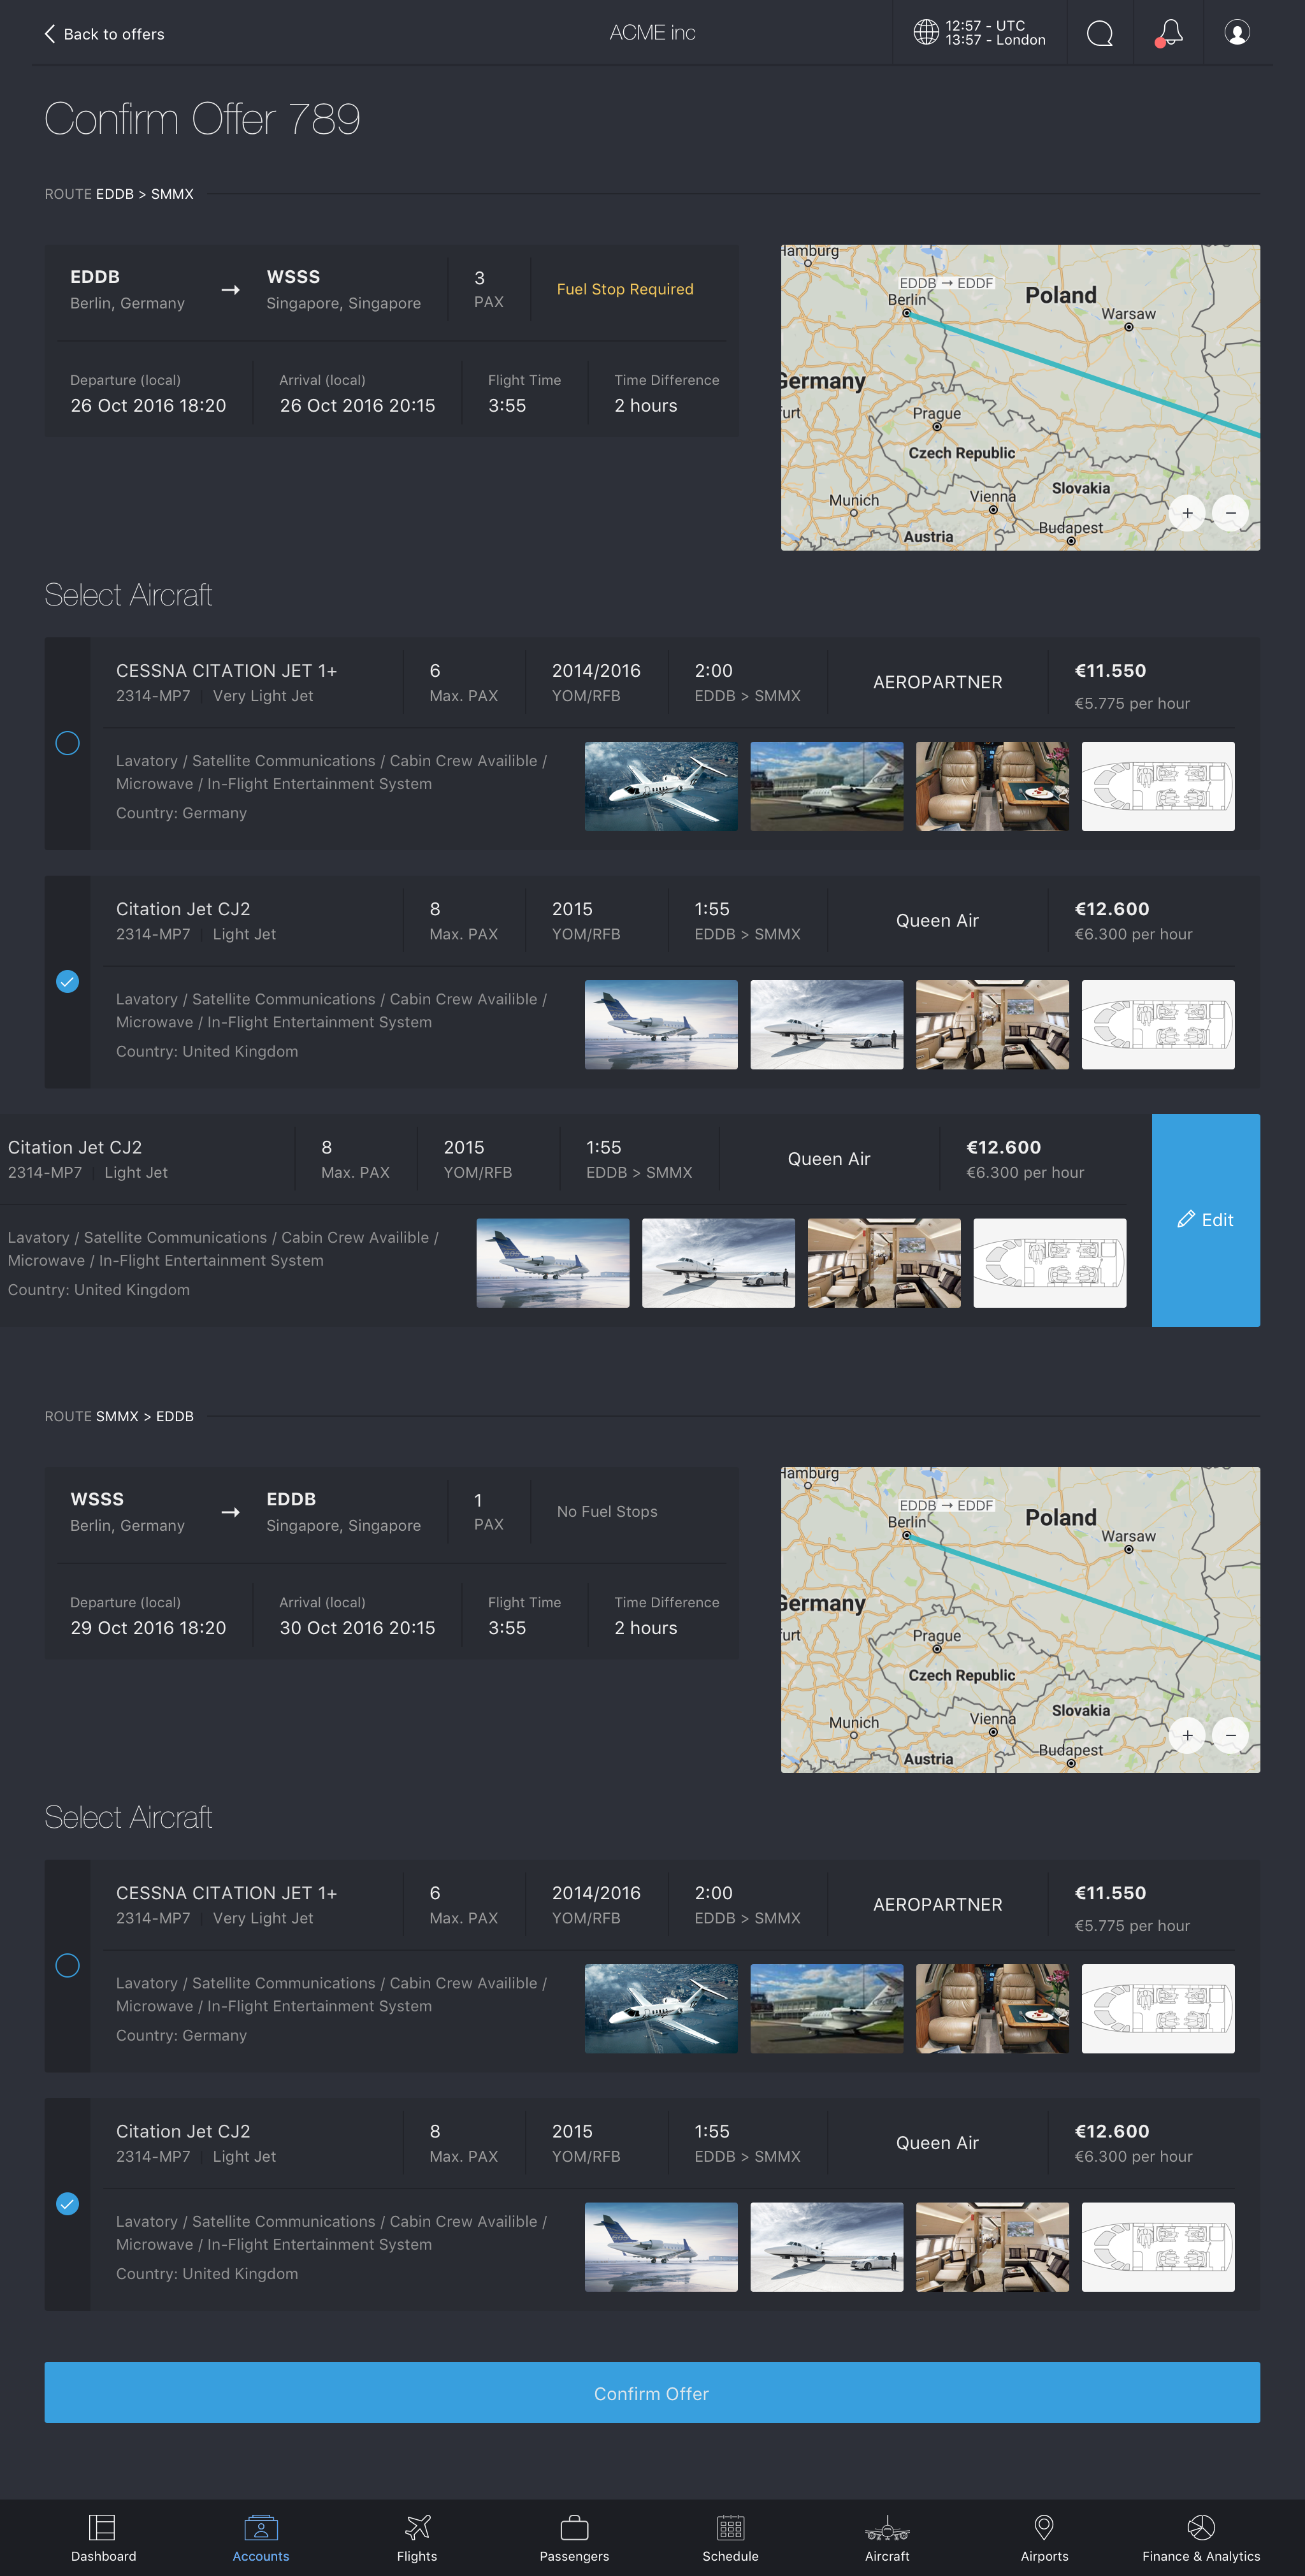 Back to offers
ACME inc
12:57 - UTC
13:57 - London
Confirm Offer 789
ROUTE EDDB > SMMX
EDDB
Berlin, Germany
WSSS
Singapore, Singapore
3
PAX
Fuel Stop Required
Departure (local)
26 Oct 2016 18:20
Arrival (local)
26 Oct 2016 20:15
Flight Time
3:55
Time Difference
2 hours
Hamburg
EDDB → EDDF
Berlin
Poland
Warsaw
Germany
furt
Prague
Czech Republic
Slovakia
Munich
Vienna
Budapest
Austria
+
−
Select Aircraft
CESSNA CITATION JET 1+
2314-MP7 Very Light Jet
6
Max. PAX
2014/2016
YOM/RFB
2:00
EDDB > SMMX
AEROPARTNER
€11.550
€5.775 per hour
Lavatory / Satellite Communications / Cabin Crew Availible /
Microwave / In-Flight Entertainment System
Country: Germany
Citation Jet CJ2
2314-MP7 Light Jet
8
Max. PAX
2015
YOM/RFB
1:55
EDDB > SMMX
Queen Air
€12.600
€6.300 per hour
Lavatory / Satellite Communications / Cabin Crew Availible /
Microwave / In-Flight Entertainment System
Country: United Kingdom
Citation Jet CJ2
2314-MP7 Light Jet
8
Max. PAX
2015
YOM/RFB
1:55
EDDB > SMMX
Queen Air
€12.600
€6.300 per hour
Edit
Lavatory / Satellite Communications / Cabin Crew Availible /
Microwave / In-Flight Entertainment System
Country: United Kingdom
ROUTE SMMX > EDDB
WSSS
Berlin, Germany
EDDB
Singapore, Singapore
1
PAX
No Fuel Stops
Departure (local)
29 Oct 2016 18:20
Arrival (local)
30 Oct 2016 20:15
Flight Time
3:55
Time Difference
2 hours
Hamburg
EDDB → EDDF
Berlin
Poland
Warsaw
Germany
furt
Prague
Czech Republic
Slovakia
Munich
Vienna
Budapest
Austria
+
−
Select Aircraft
CESSNA CITATION JET 1+
2314-MP7 Very Light Jet
6
Max. PAX
2014/2016
YOM/RFB
2:00
EDDB > SMMX
AEROPARTNER
€11.550
€5.775 per hour
Lavatory / Satellite Communications / Cabin Crew Availible /
Microwave / In-Flight Entertainment System
Country: Germany
Citation Jet CJ2
2314-MP7 Light Jet
8
Max. PAX
2015
YOM/RFB
1:55
EDDB > SMMX
Queen Air
€12.600
€6.300 per hour
Lavatory / Satellite Communications / Cabin Crew Availible /
Microwave / In-Flight Entertainment System
Country: United Kingdom
Confirm Offer
Dashboard
Accounts
Flights
Passengers
Schedule
Aircraft
Airports
Finance & Analytics